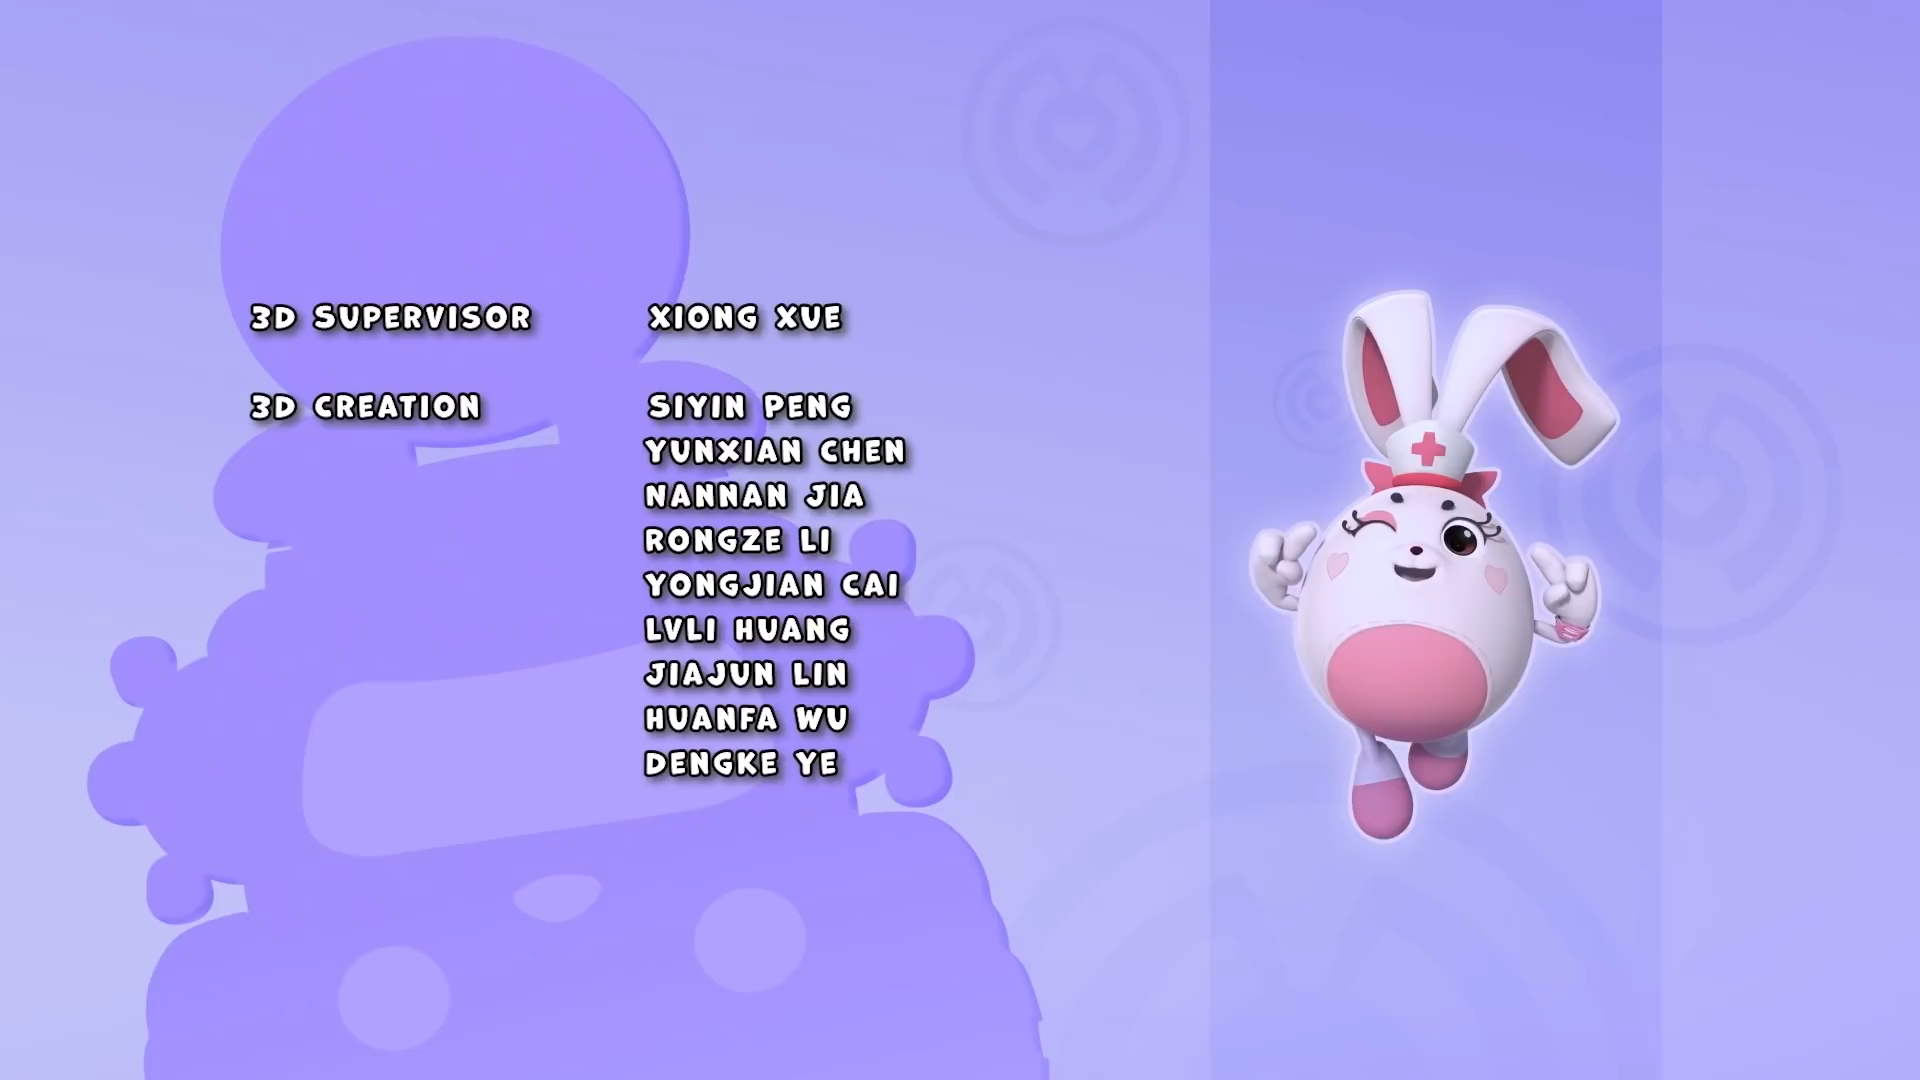 3D SUPERVISOR XIONG XUE
3D CREATION SIYIN PENG
YUNXIAN CHEN
NANNAN JIA
RONGZE LI
YONGJIAN CAI
LVLI HUANG
JIAJUN LIN
HUANFA WU
DENGKE YE